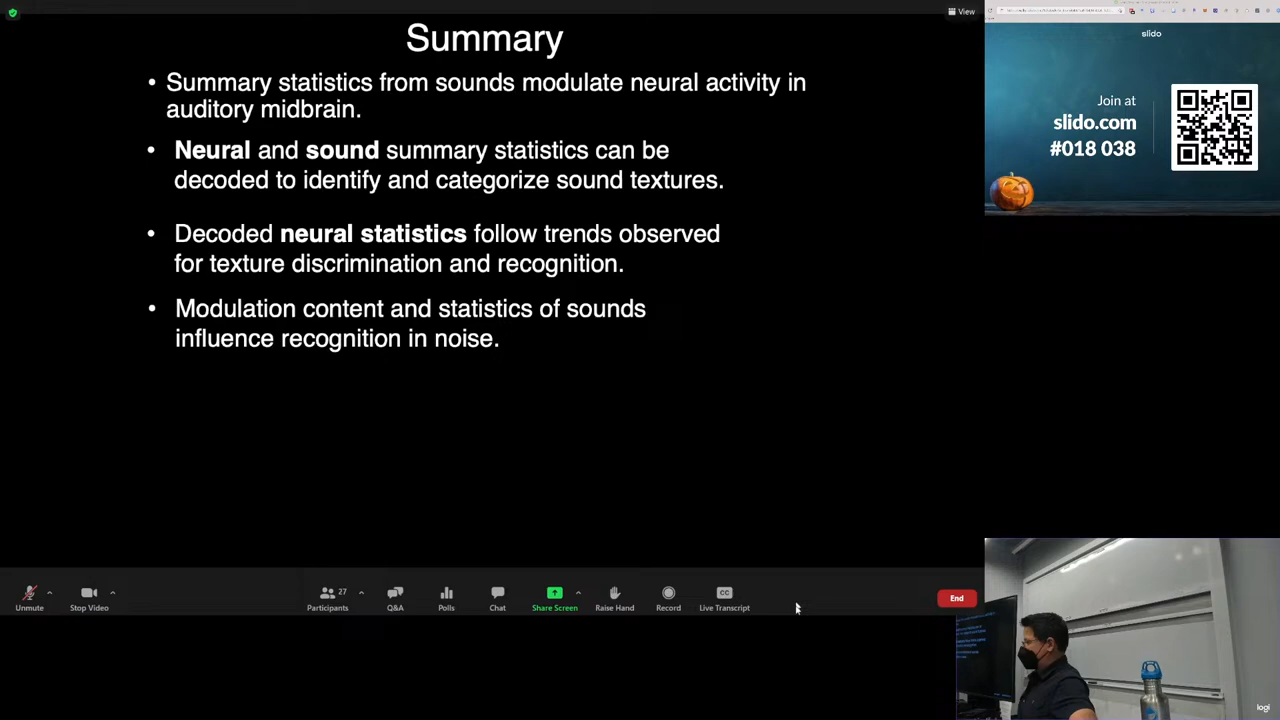 View
Summary
• Summary statistics from sounds modulate neural activity in
auditory midbrain.
• Neural and sound summary statistics can be
decoded to identify and categorize sound textures.
• Decoded neural statistics follow trends observed
for texture discrimination and recognition.
• Modulation content and statistics of sounds
influence recognition in noise.
slido
Join at
slido.com
#018 038
Unmute
Stop Video
27
Participants
Q&A
Polls
Chat
Share Screen
Raise Hand
Record
CC
Live Transcript
End
logi